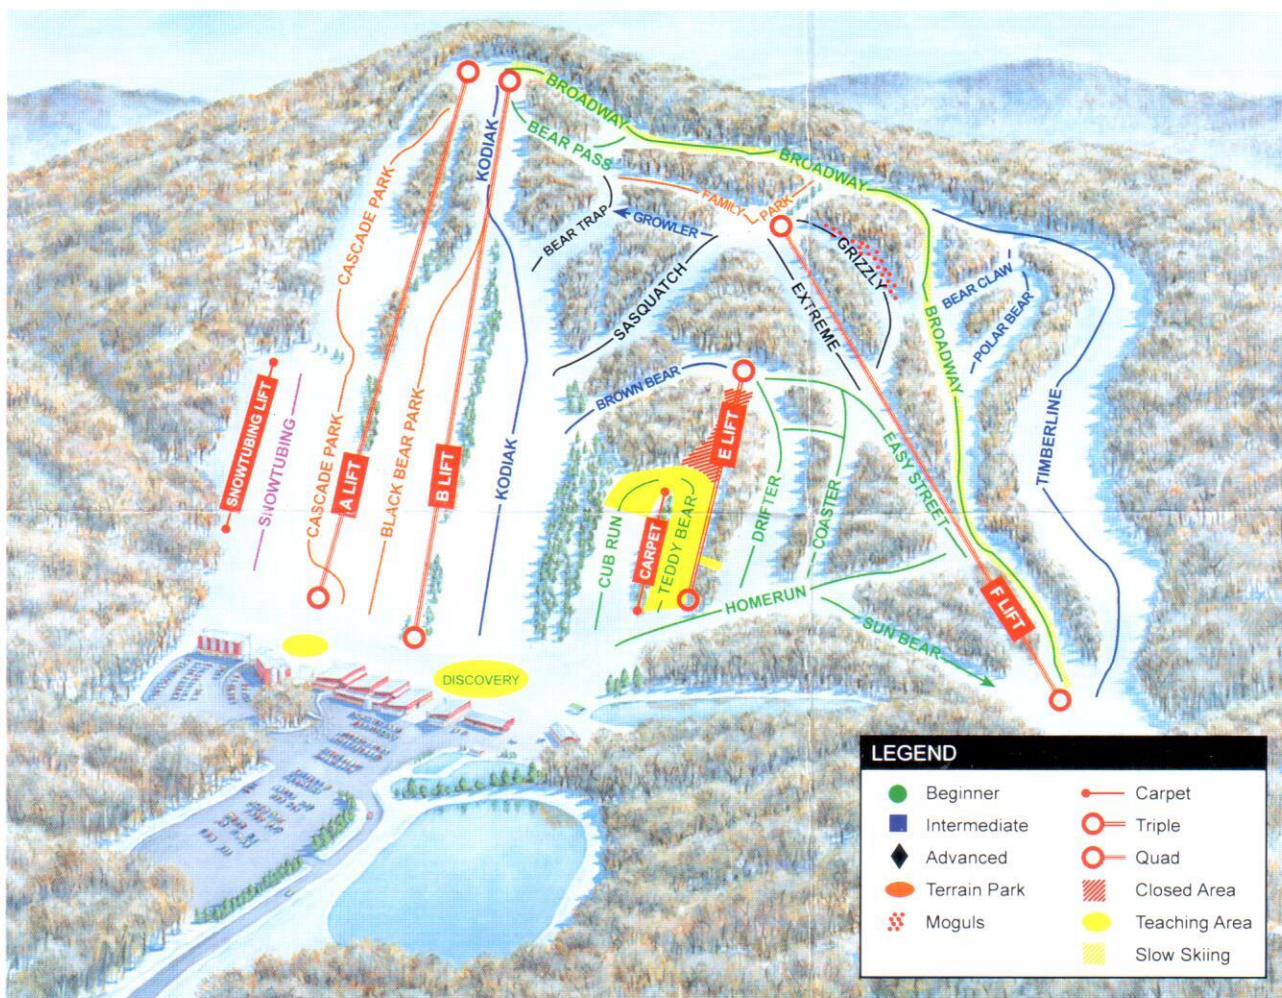 BROADWAY
KODIAK
BEAR PASS
BROADWAY
CASCADE PARK
FAMILY
PARK
BEAR TRAP
GROWLER
GRIZZLY
SASQUATCH
EXTREME
BEAR CLAW
POLAR BEAR
BROADWAY
BROWN BEAR
SNOWTUBING LIFT
SNOWTUBING
CASCADE PARK
A LIFT
BLACK BEAR PARK
B LIFT
KODIAK
E LIFT
EASY STREET
TIMBERLINE
CUB RUN
CARPET
TEDDY BEAR
DRIFTER
COASTER
HOMERUN
F LIFT
SUN BEAR
DISCOVERY
LEGEND
Beginner
Intermediate
Advanced
Terrain Park
Moguls
Carpet
Triple
Quad
Closed Area
Teaching Area
Slow Skiing